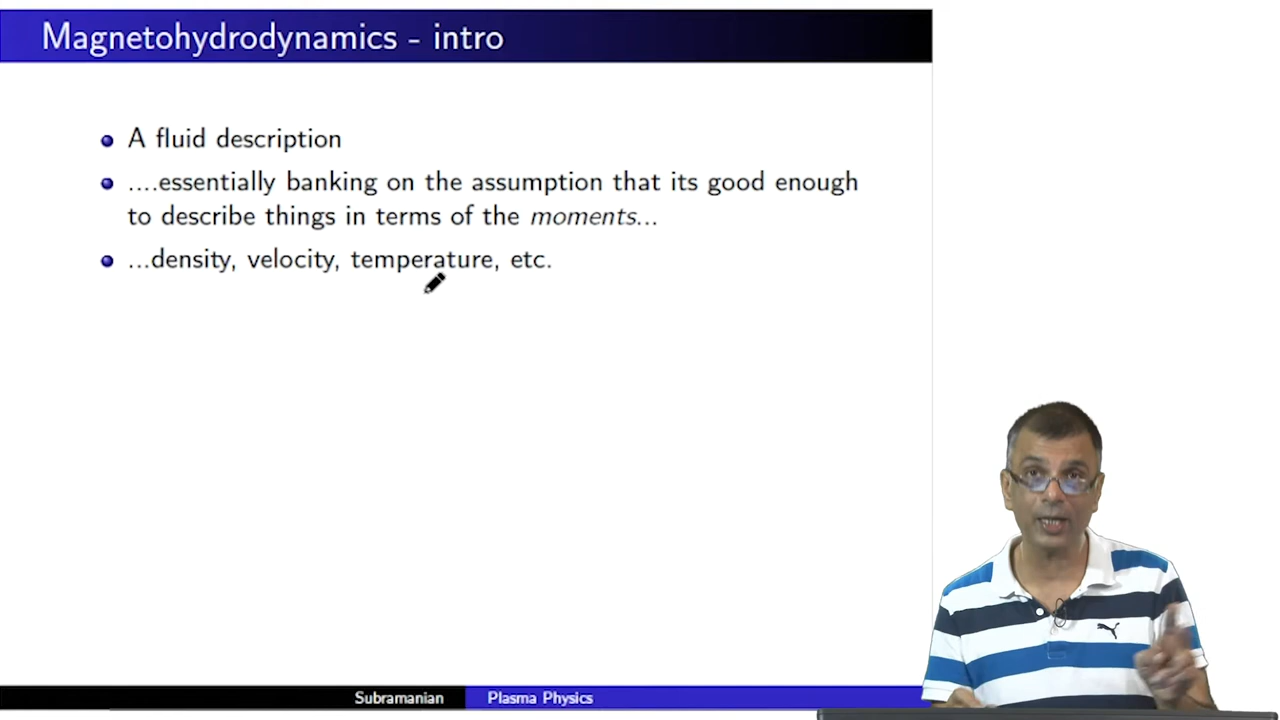 Magnetohydrodynamics - intro
A fluid description
....essentially banking on the assumption that its good enough
to describe things in terms of the moments...
...density, velocity, temperature, etc.
Subramanian
Plasma Physics